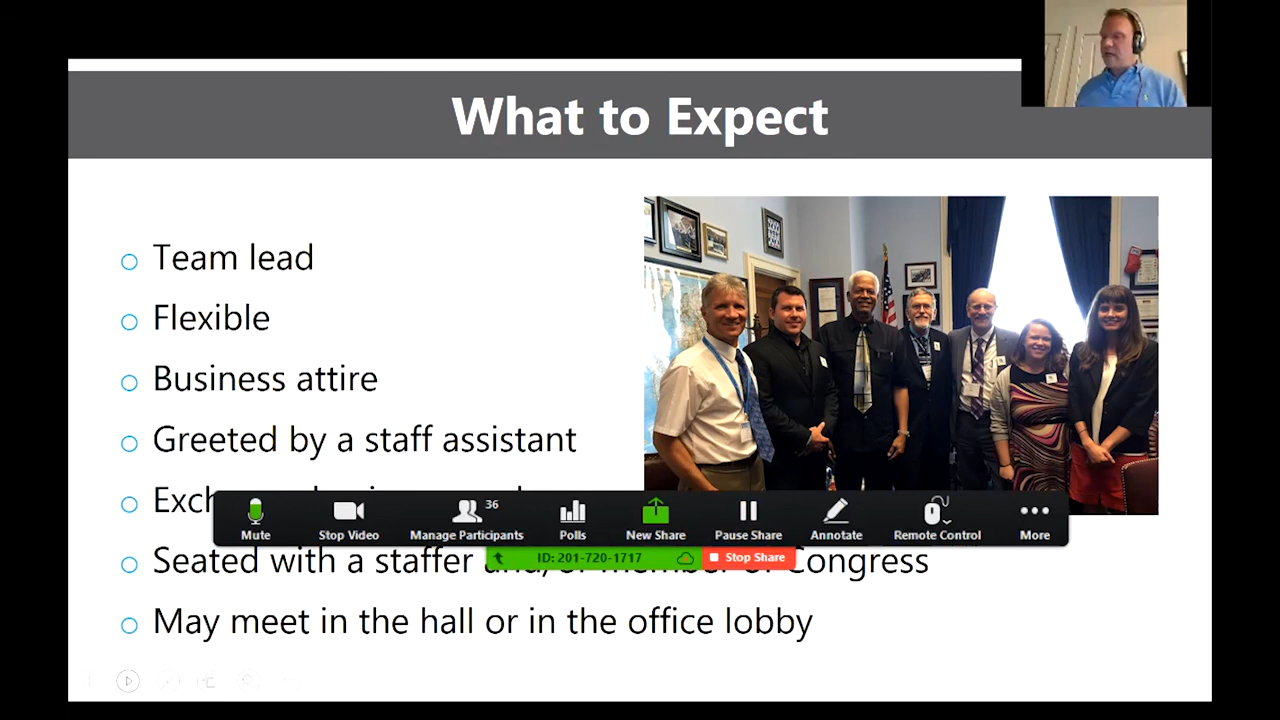 What to Expect
Team lead
Flexible
Business attire
Greeted by a staff assistant
Mute
Stop Video
Manage Participants
36
Polls
New Share
Pause Share
Annotate
Remote Control
More
ID: 201-720-1717
Stop Share
Seated with a staffer and/or member of Congress
May meet in the hall or in the office lobby